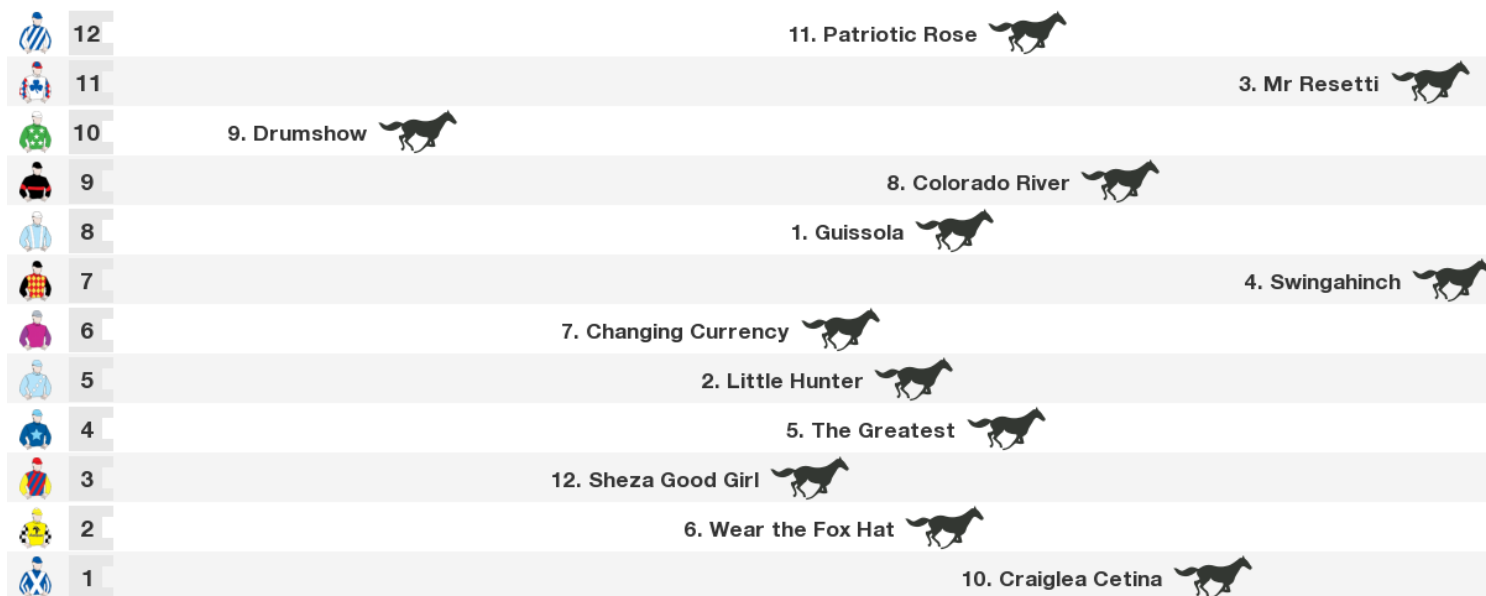 12 11. Patriotic Rose
11 3. Mr Resetti
10 9. Drumshow
9 8. Colorado River
8 1. Guissola
7 4. Swingahinch
6 7. Changing Currency
5 2. Little Hunter
4 5. The Greatest
3 12. Sheza Good Girl
2 6. Wear the Fox Hat
1 10. Craiglea Cetina